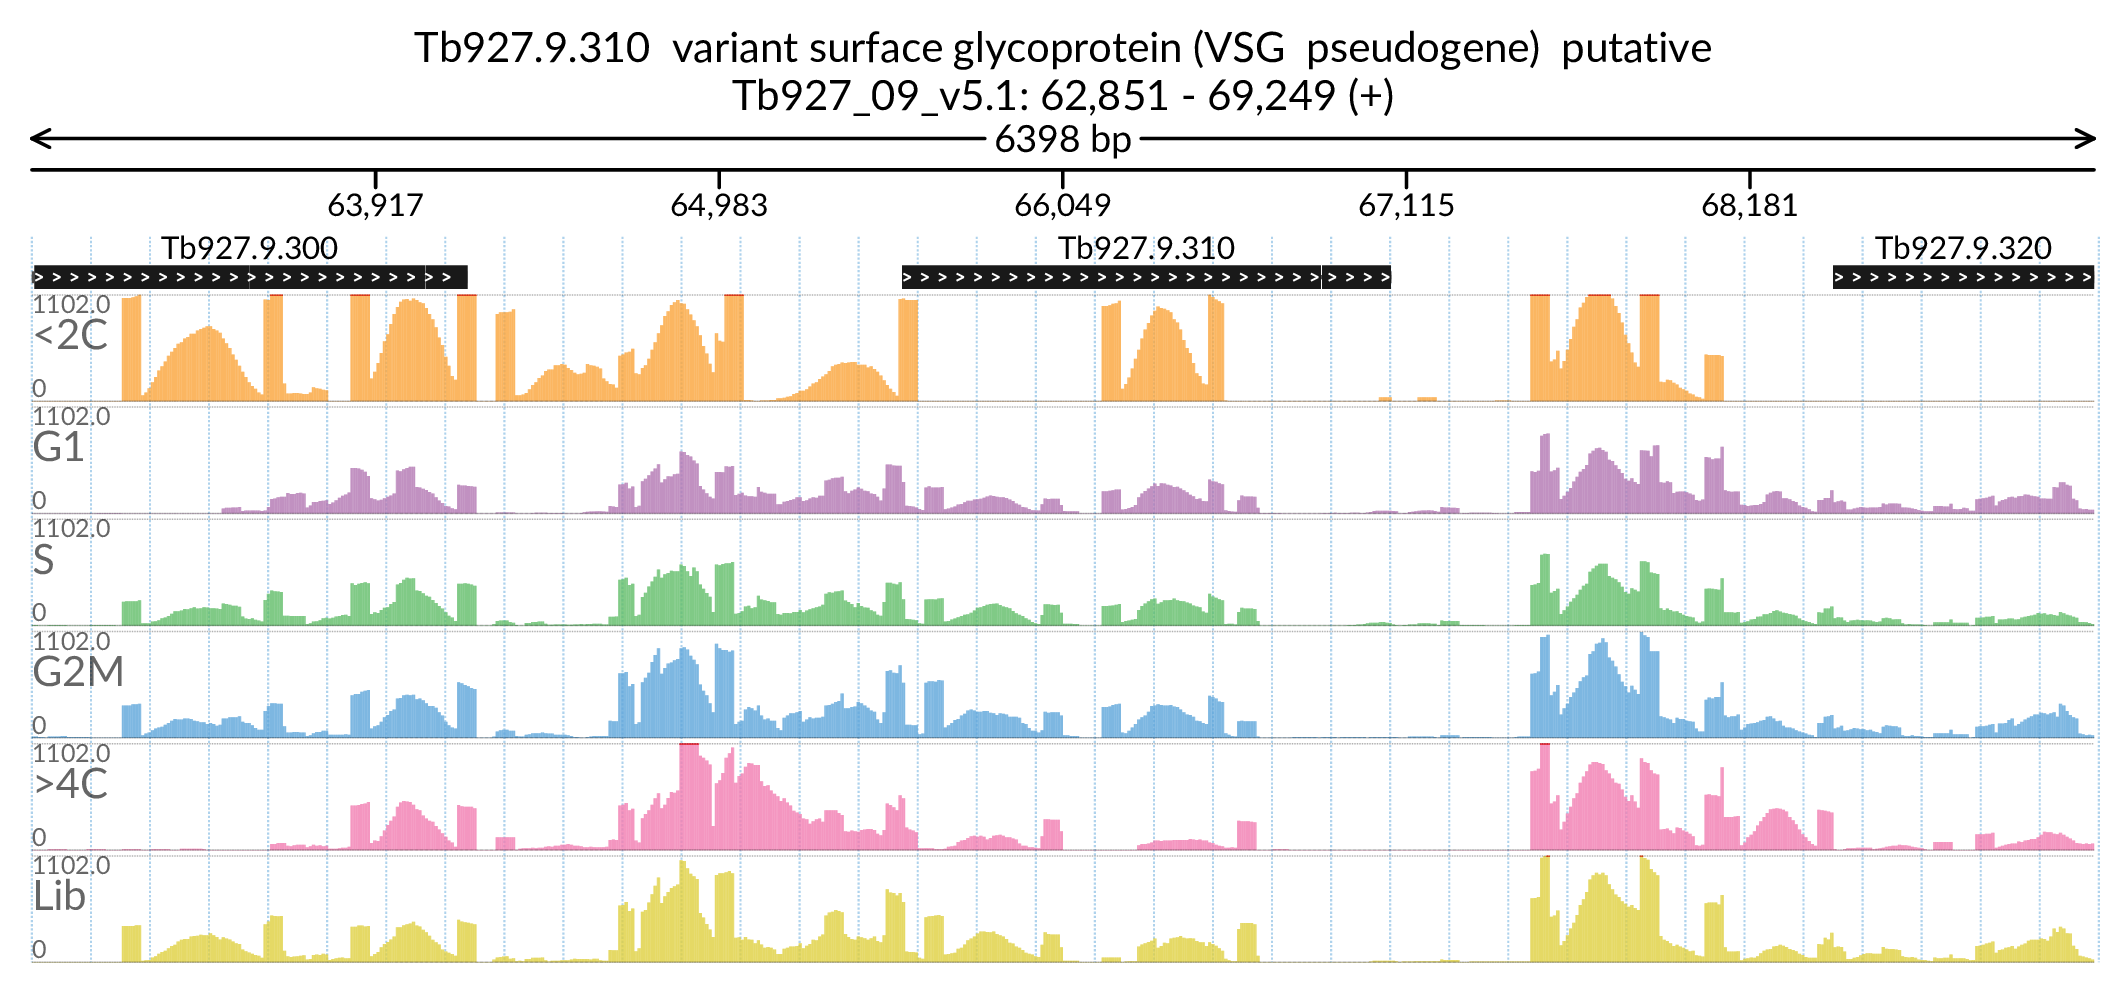 Tb927.9.310  variant surface glycoprotein (VSG  pseudogene)  putative
Tb927_09_v5.1: 62,851 - 69,249 (+)
6398 bp
63,917 64,983 66,049 67,115 68,181
Tb927.9.300 Tb927.9.310 Tb927.9.320
1102.0
<2C
0
1102.0
G1
0
1102.0
S
0
1102.0
G2M
0
1102.0
>4C
0
1102.0
Lib
0